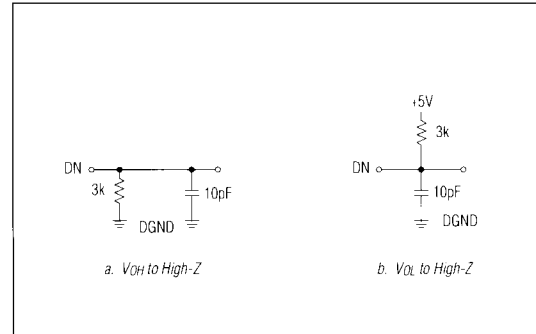 +5V
3k
DN
3k
10pF
DGND
a. VOH to High-Z
DN
10pF
DGND
b. VOL to High-Z